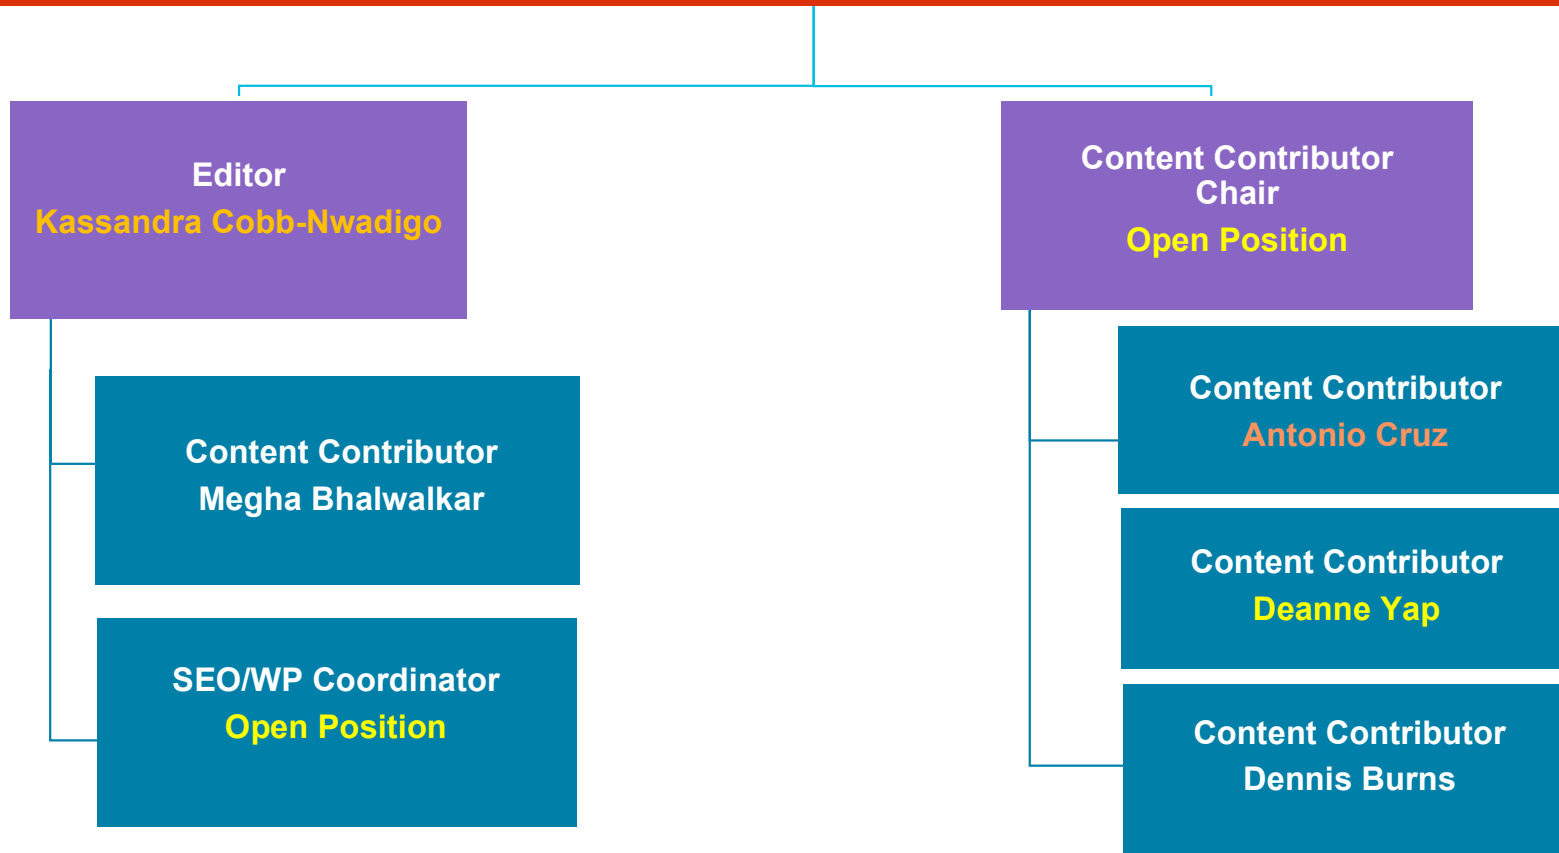 Editor
Kassandra Cobb-Nwadigo
Content Contributor
Megha Bhalwalkar
SEO/WP Coordinator
Open Position
Content Contributor
Chair
Open Position
Content Contributor
Antonio Cruz
Content Contributor
Deanne Yap
Content Contributor
Dennis Burns